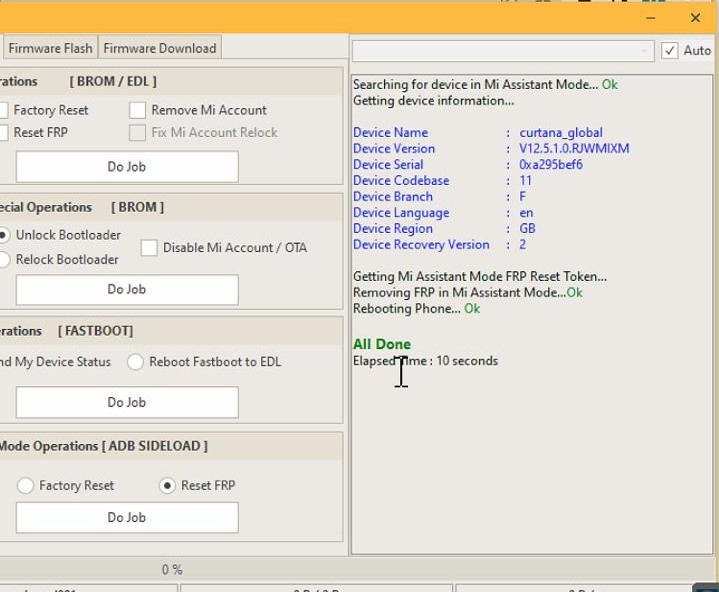 Firmware Flash Firmware Download
Auto
[ BROM / EDL ]
Factory Reset Remove Mi Account
Reset FRP Fix Mi Account Relock
Do Job
Operations [ BROM ]
Unlock Bootloader
Disable Mi Account / OTA
Relock Bootloader
Do Job
[ FASTBOOT]
My Device Status Reboot Fastboot to EDL
Do Job
Mode Operations [ ADB SIDELOAD ]
Factory Reset Reset FRP
Do Job
0 %
Searching for device in Mi Assistant Mode... Ok
Getting device information...
Device Name : curtana_global
Device Version : V12.5.1.0.RJWMIXM
Device Serial : 0xa295bef6
Device Codebase : 11
Device Branch : F
Device Language : en
Device Region : GB
Device Recovery Version : 2
Getting Mi Assistant Mode FRP Reset Token...
Removing FRP in Mi Assistant Mode...Ok
Rebooting Phone... Ok
All Done
Elapsed Time : 10 seconds